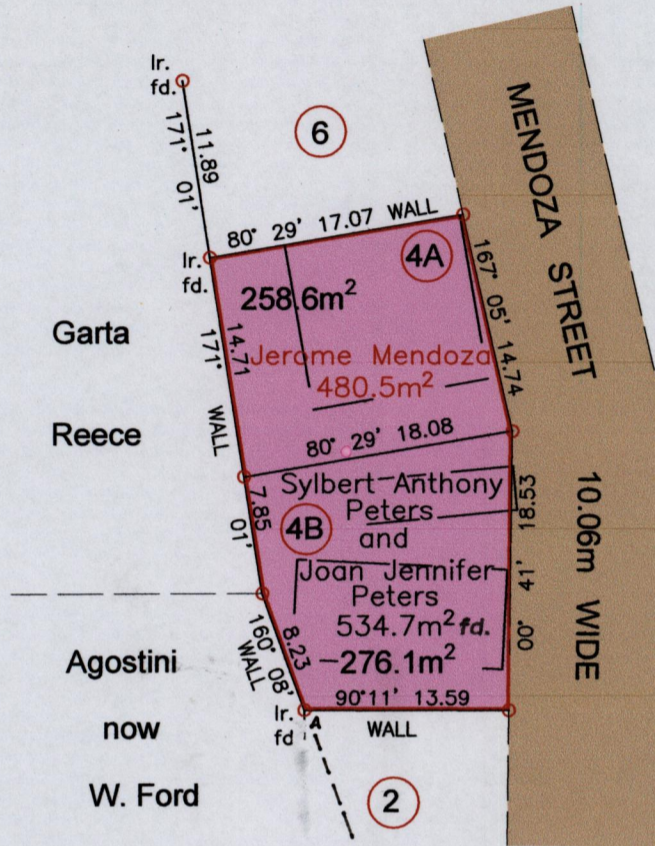 Ir.
fd.
171° 01'
11.89
6
MENDOZA STREET
80° 29' 17.07 WALL
4A
Ir.
fd.
258.6m²
167° 05' 14.74
Garta
171°
14.71
Jerome Mendoza
480.5m²
Reece
WALL
80° 29' 18.08
Sylbert Anthony
Peters
and
7.85
01'
4B
18.53
00° 41'
10.06m WIDE
Joan Jennifer
Peters
534.7m² fd.
-276.1m²
160° 08'
8.23
WALL
Agostini
now
W. Ford
90°11' 13.59
Ir.
fd
A
WALL
2